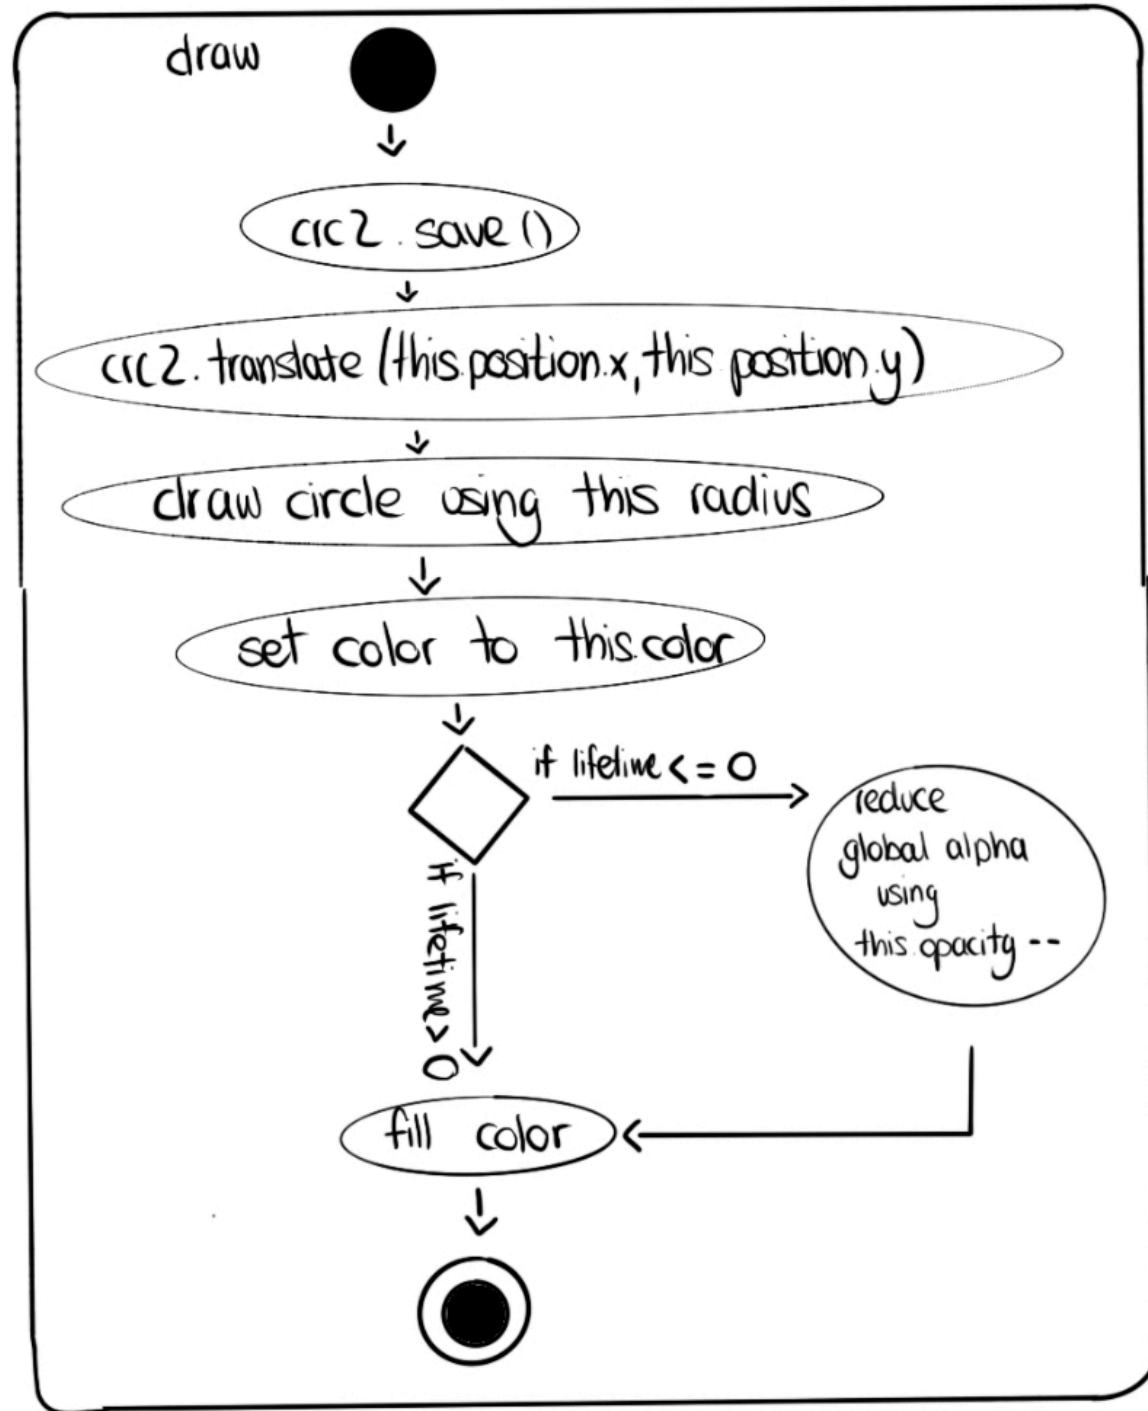 draw
crc2.save()
crc2.translate(this.position.x, this.position.y)
draw circle using this radius
set color to this.color
if lifetime <= 0
reduce
global alpha
using
this.opacity --
if lifetime > 0
fill color